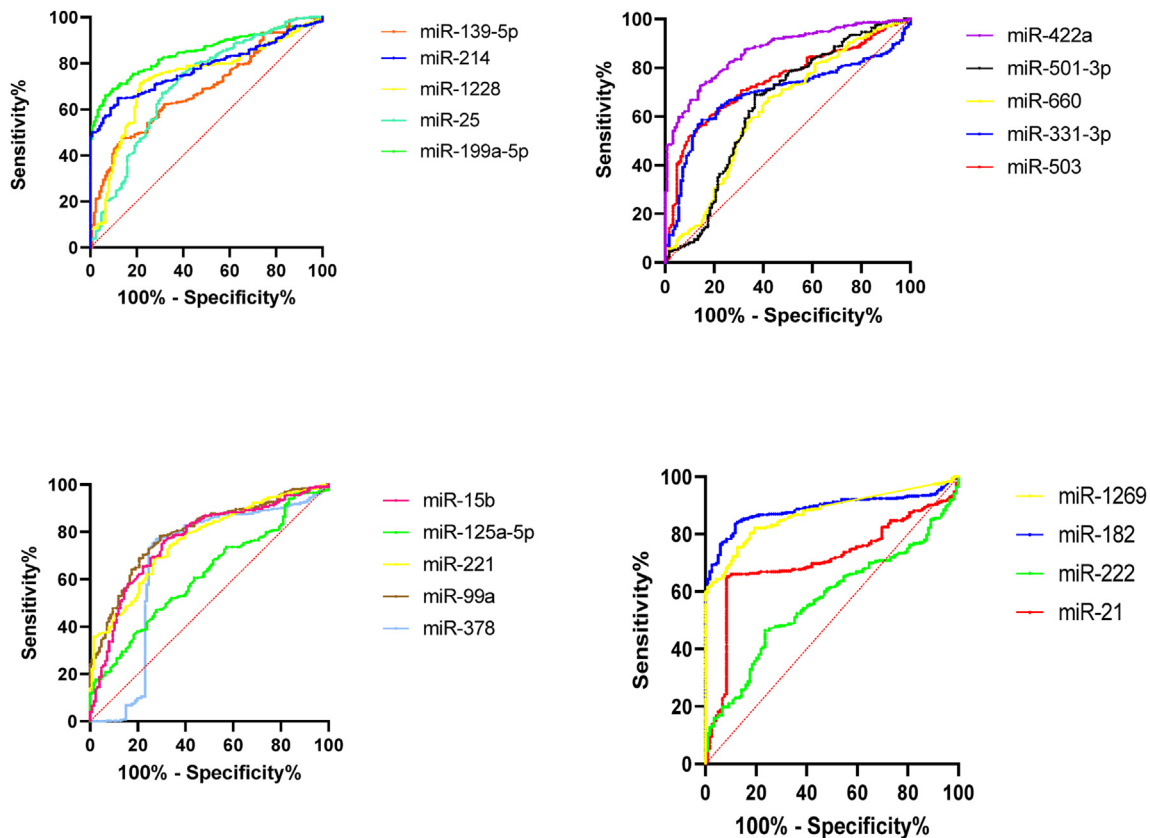 100
80
60
40
20
0
Sensitivity%
0 20 40 60 80 100
100% - Specificity%
miR-139-5p
miR-214
miR-1228
miR-25
miR-199a-5p
100
80
60
40
20
0
Sensitivity%
0 20 40 60 80 100
100% - Specificity%
miR-422a
miR-501-3p
miR-660
miR-331-3p
miR-503
100
80
60
40
20
0
Sensitivity%
0 20 40 60 80 100
100% - Specificity%
miR-15b
miR-125a-5p
miR-221
miR-99a
miR-378
100
80
60
40
20
0
Sensitivity%
0 20 40 60 80 100
100% - Specificity%
miR-1269
miR-182
miR-222
miR-21